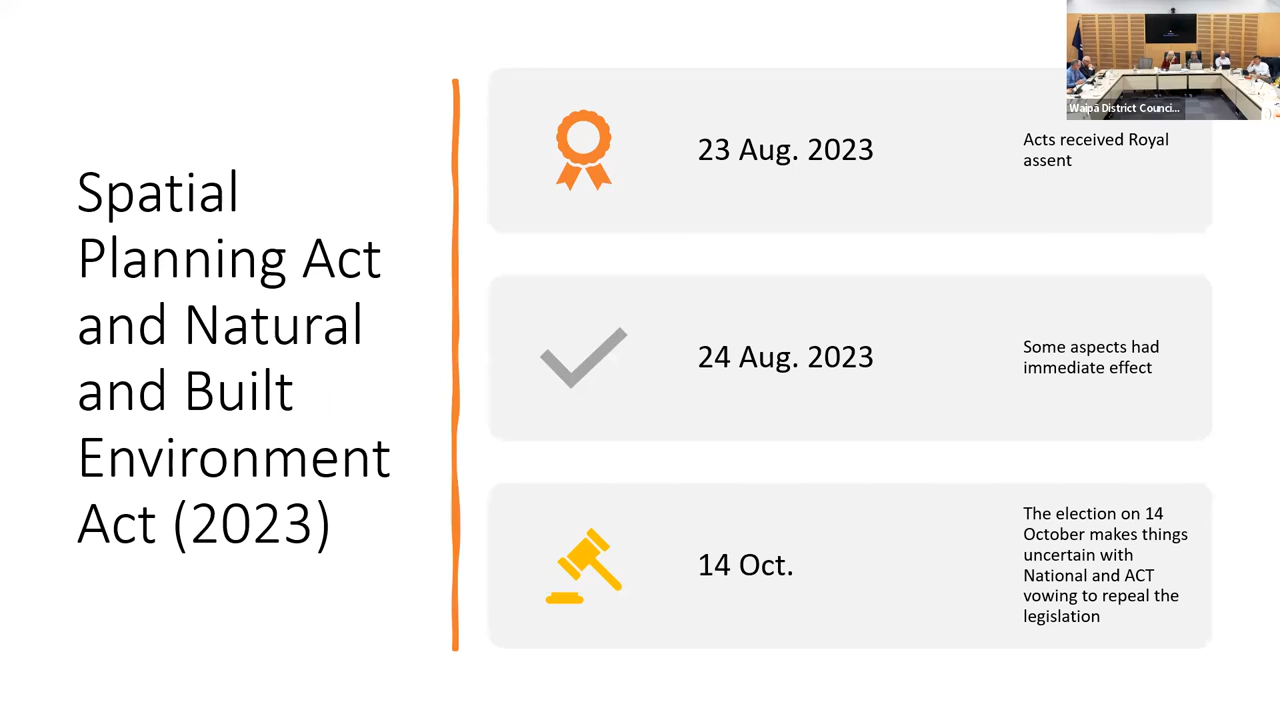 Spatial
Planning Act
and Natural
and Built
Environment
Act (2023)
23 Aug. 2023
Acts received Royal
assent
24 Aug. 2023
Some aspects had
immediate effect
14 Oct.
The election on 14
October makes things
uncertain with
National and ACT
vowing to repeal the
legislation
Waipā District Counci...